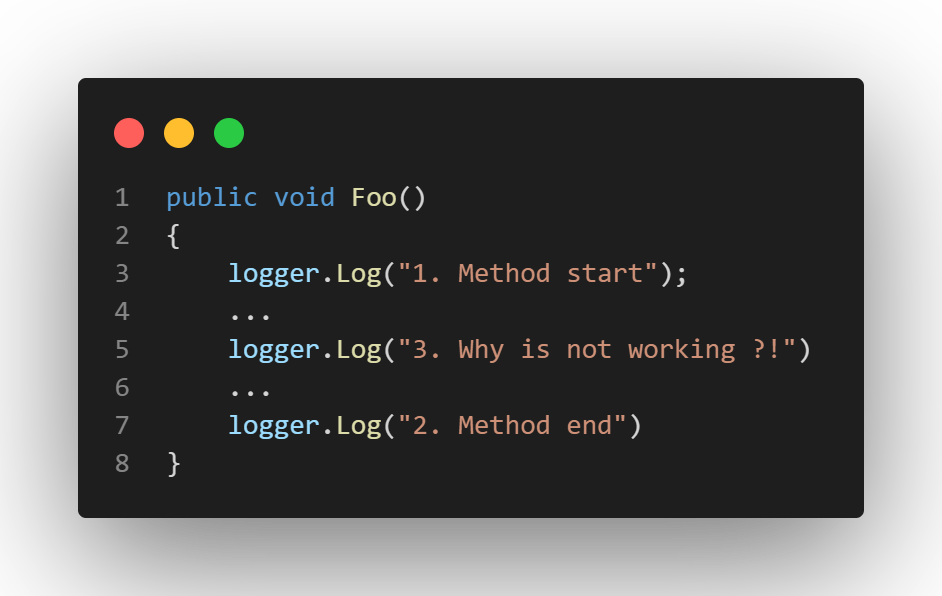 1 public void Foo()
2 {
3 logger.Log("1. Method start");
4 ...
5 logger.Log("3. Why is not working ?!")
6 ...
7 logger.Log("2. Method end")
8 }